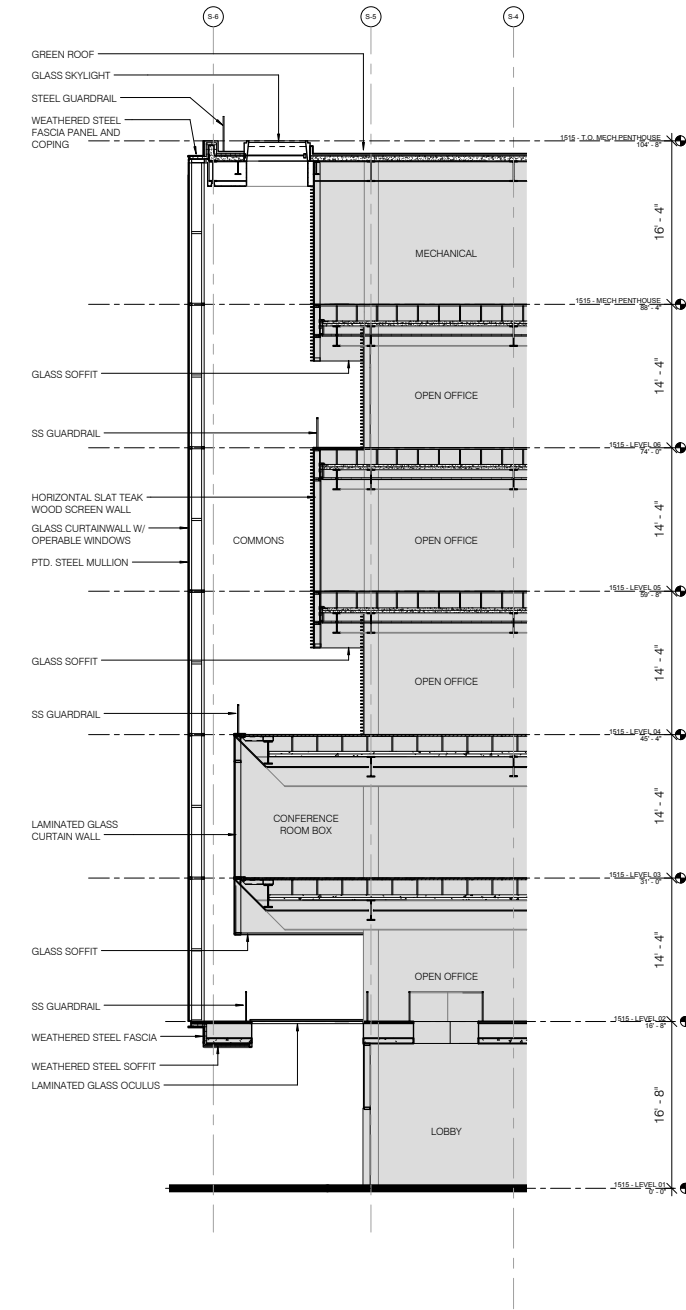 S-6
S-5
S-4
GREEN ROOF
GLASS SKYLIGHT
STEEL GUARDRAIL
WEATHERED STEEL
FASCIA PANEL AND
COPING
1515 - T.O. MECH PENTHOUSE
104' - 8"
16' - 4"
MECHANICAL
1515 - MECH PENTHOUSE
88' - 4"
GLASS SOFFIT
OPEN OFFICE
14' - 4"
SS GUARDRAIL
1515 - LEVEL 06
74' - 0"
HORIZONTAL SLAT TEAK
WOOD SCREEN WALL
GLASS CURTAINWALL W/
OPERABLE WINDOWS
PTD. STEEL MULLION
COMMONS
OPEN OFFICE
14' - 4"
1515 - LEVEL 05
59' - 8"
GLASS SOFFIT
OPEN OFFICE
14' - 4"
SS GUARDRAIL
1515 - LEVEL 04
45' - 4"
LAMINATED GLASS
CURTAIN WALL
CONFERENCE
ROOM BOX
14' - 4"
1515 - LEVEL 03
31' - 0"
GLASS SOFFIT
OPEN OFFICE
14' - 4"
SS GUARDRAIL
1515 - LEVEL 02
16' - 8"
WEATHERED STEEL FASCIA
WEATHERED STEEL SOFFIT
LAMINATED GLASS OCULUS
LOBBY
16' - 8"
1515 - LEVEL 01
0' - 0"